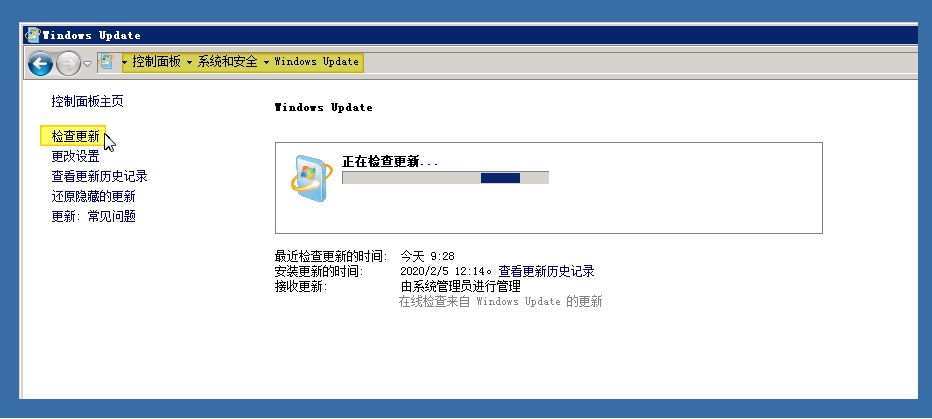 Windows Update
控制面板 系统和安全 Windows Update
控制面板主页
检查更新
更改设置
查看更新历史记录
还原隐藏的更新
更新: 常见问题
Windows Update
正在检查更新...
最近检查更新的时间: 今天 9:28
安装更新的时间: 2020/2/5 12:14。查看更新历史记录
接收更新: 由系统管理员进行管理
在线检查来自 Windows Update 的更新